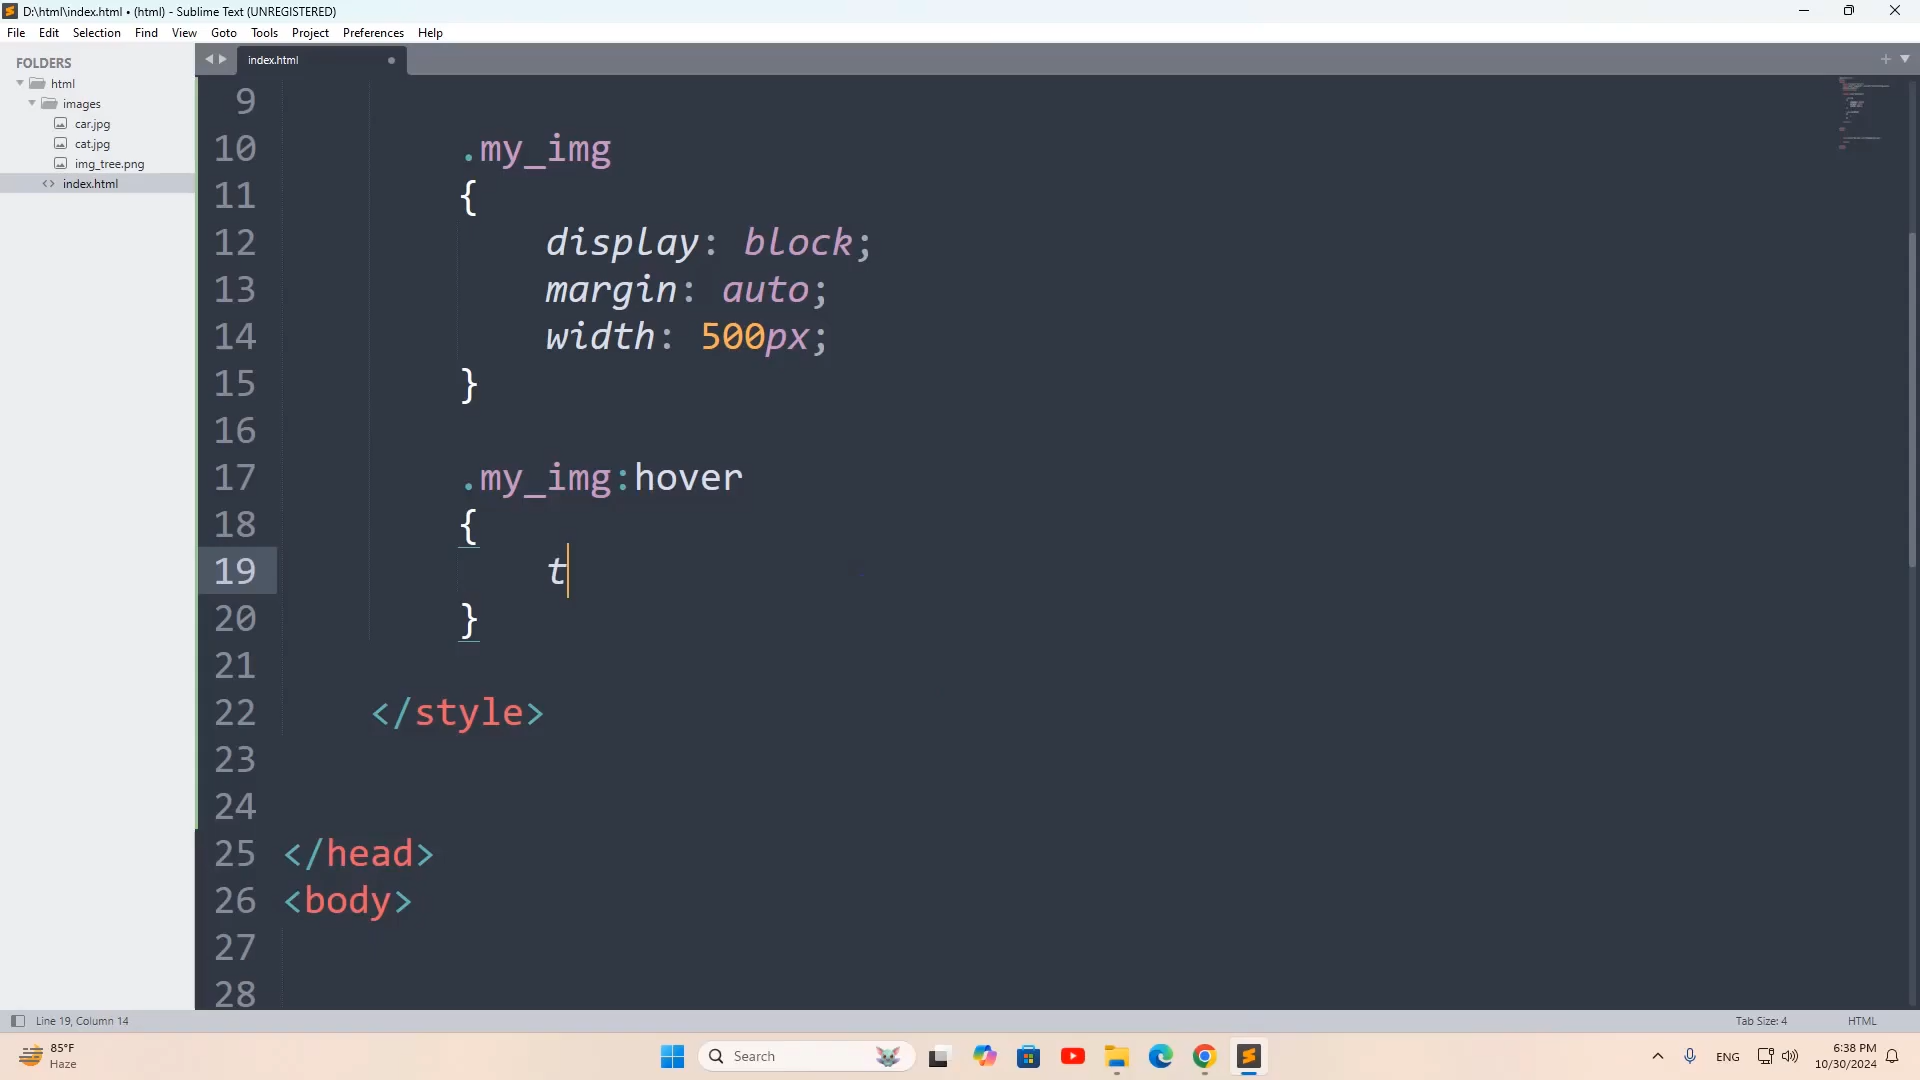 D:\html\index.html • (html) - Sublime Text (UNREGISTERED)
File Edit Selection Find View Goto Tools Project Preferences Help
FOLDERS
html
images
car.jpg
cat.jpg
img_tree.png
index.html
index.html
9
10 .my_img
11 {
12 display: block;
13 margin: auto;
14 width: 500px;
15 }
16
17 .my_img:hover
18 {
19 t
20 }
21
22 </style>
23
24
25 </head>
26 <body>
27
28
Line 19, Column 14
Tab Size: 4
HTML
85°F
Haze
Search
ENG
6:38 PM
10/30/2024